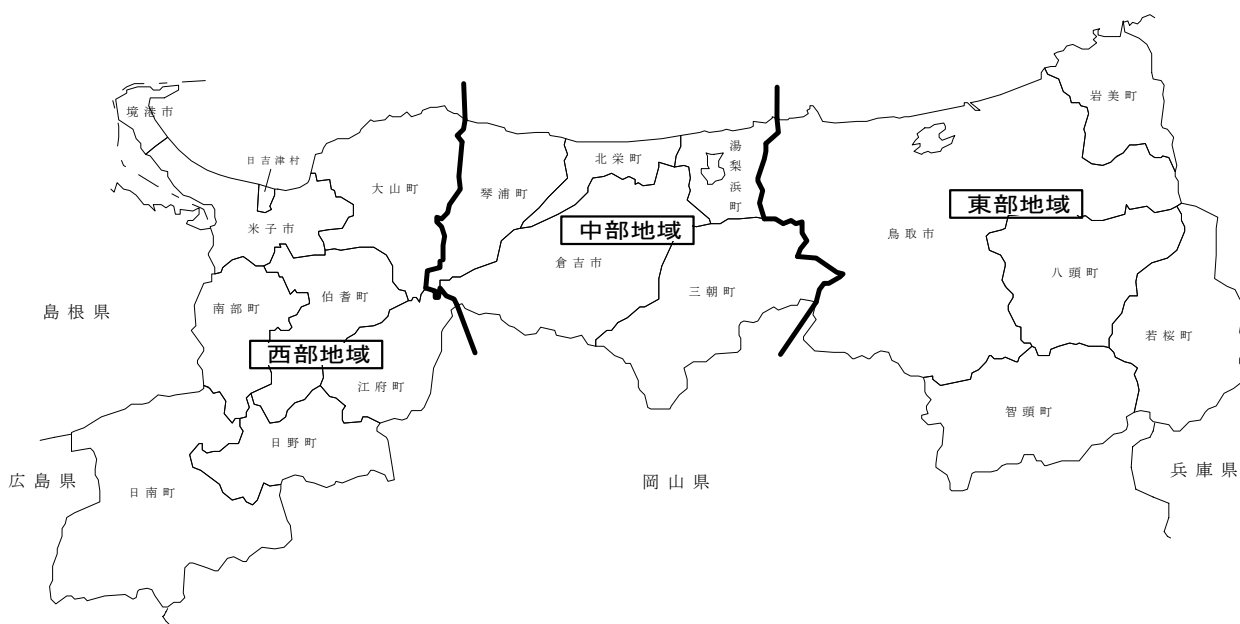 岩美町
境港市
日吉津村
大山町
北栄町
湯梨浜町
琴浦町
中部地域
東部地域
米子市
鳥取市
倉吉市
八頭町
三朝町
伯耆町
南部町
島根県
西部地域
若桜町
江府町
智頭町
日野町
広島県
日南町
岡山県
兵庫県